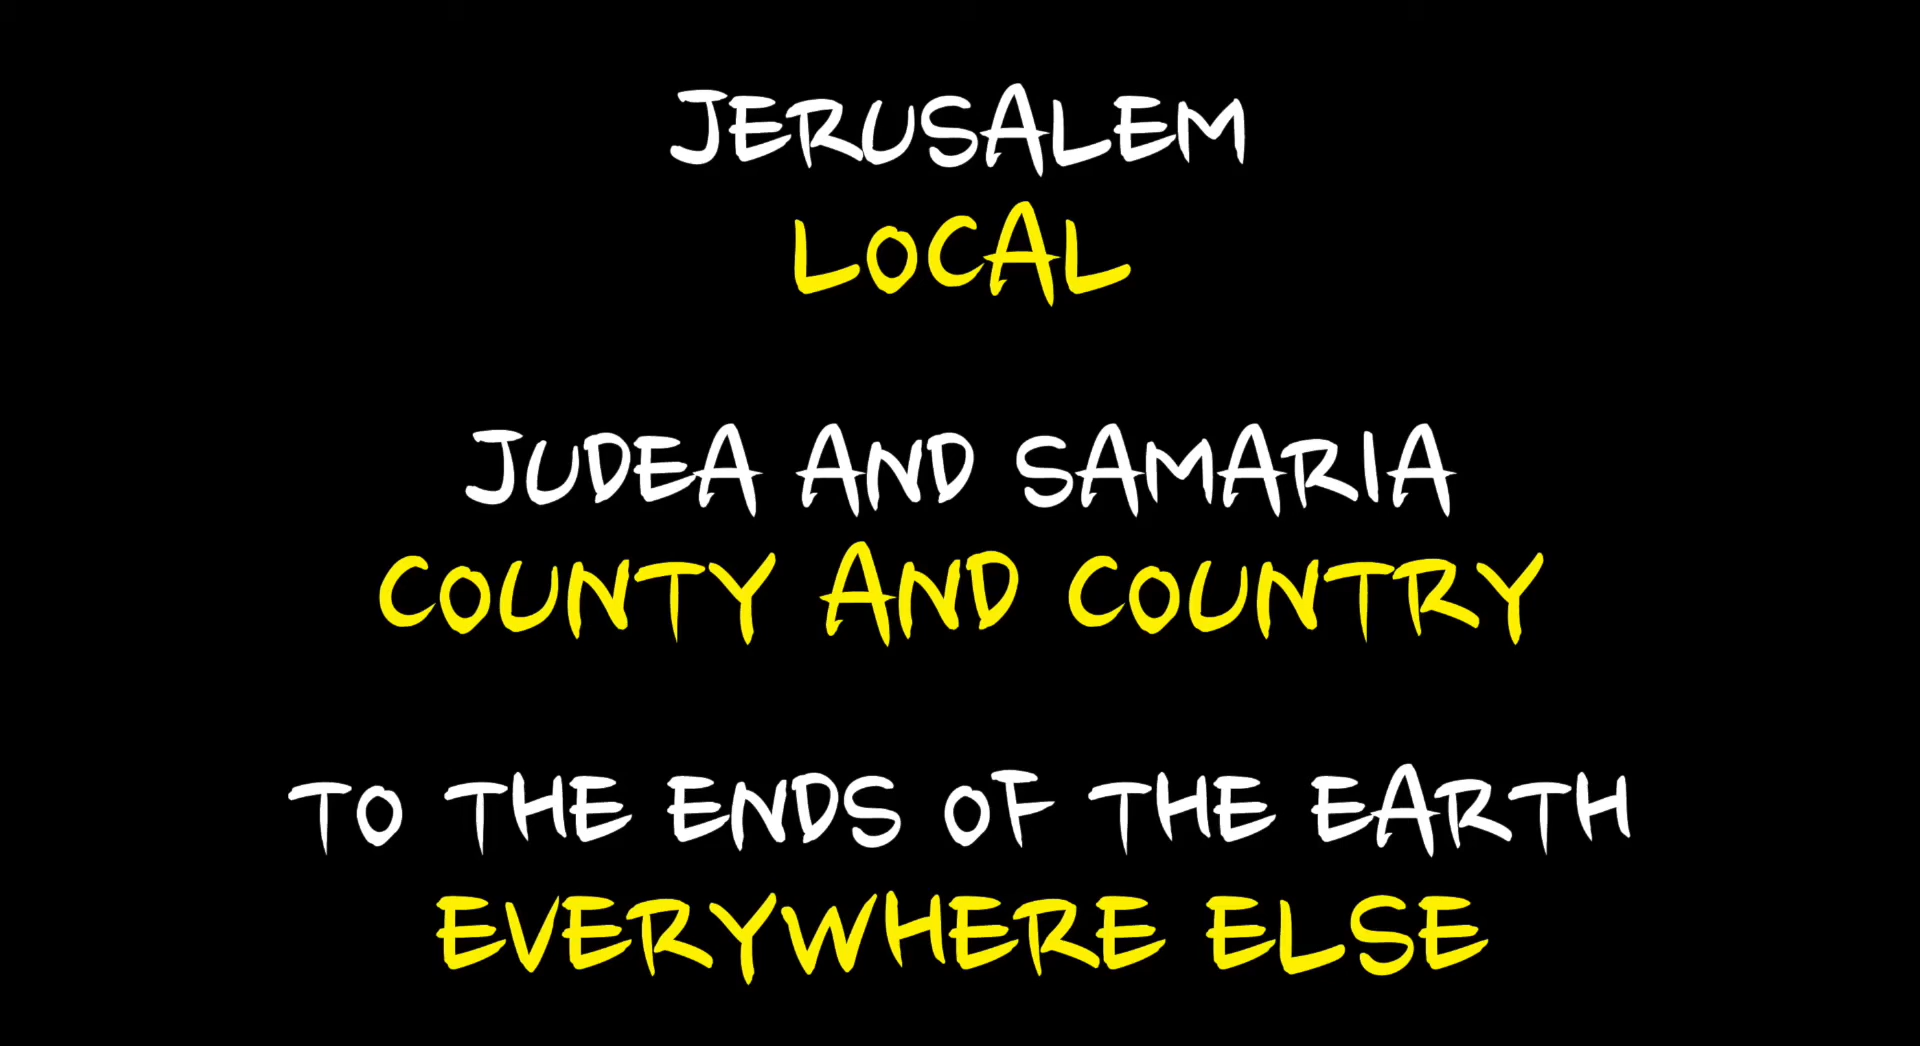 JERUSALEM
LOCAL
JUDEA AND SAMARIA
COUNTY AND COUNTRY
TO THE ENDS OF THE EARTH
EVERYWHERE ELSE